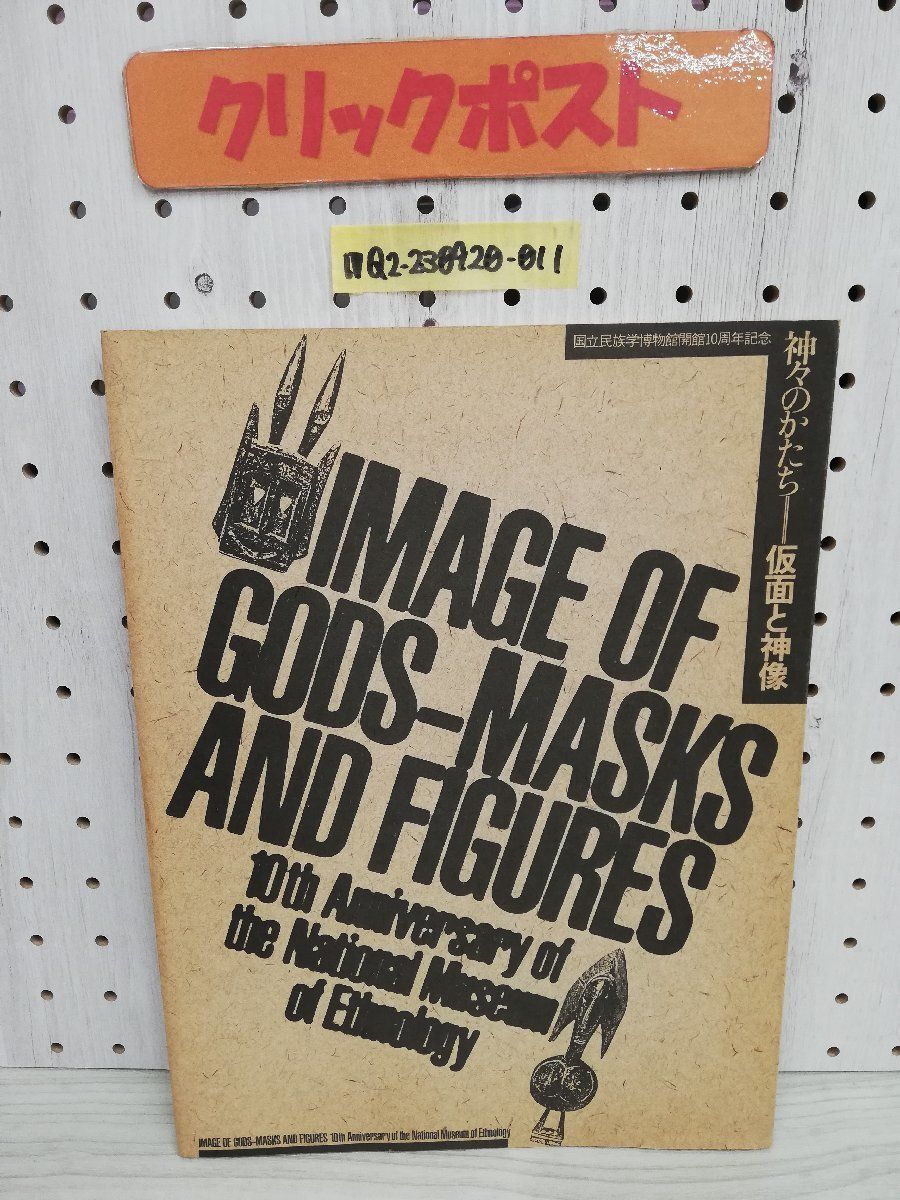 クリックポスト
国立民族学博物館開館10周年記念
神々のかたち──仮面と神像
IMAGE OF
GODS–MASKS
AND FIGURES
10th Anniversary of
the National Museum
of Ethnology
IMAGE OF GODS–MASKS AND FIGURES 10th Anniversary of the National Museum of Ethnology